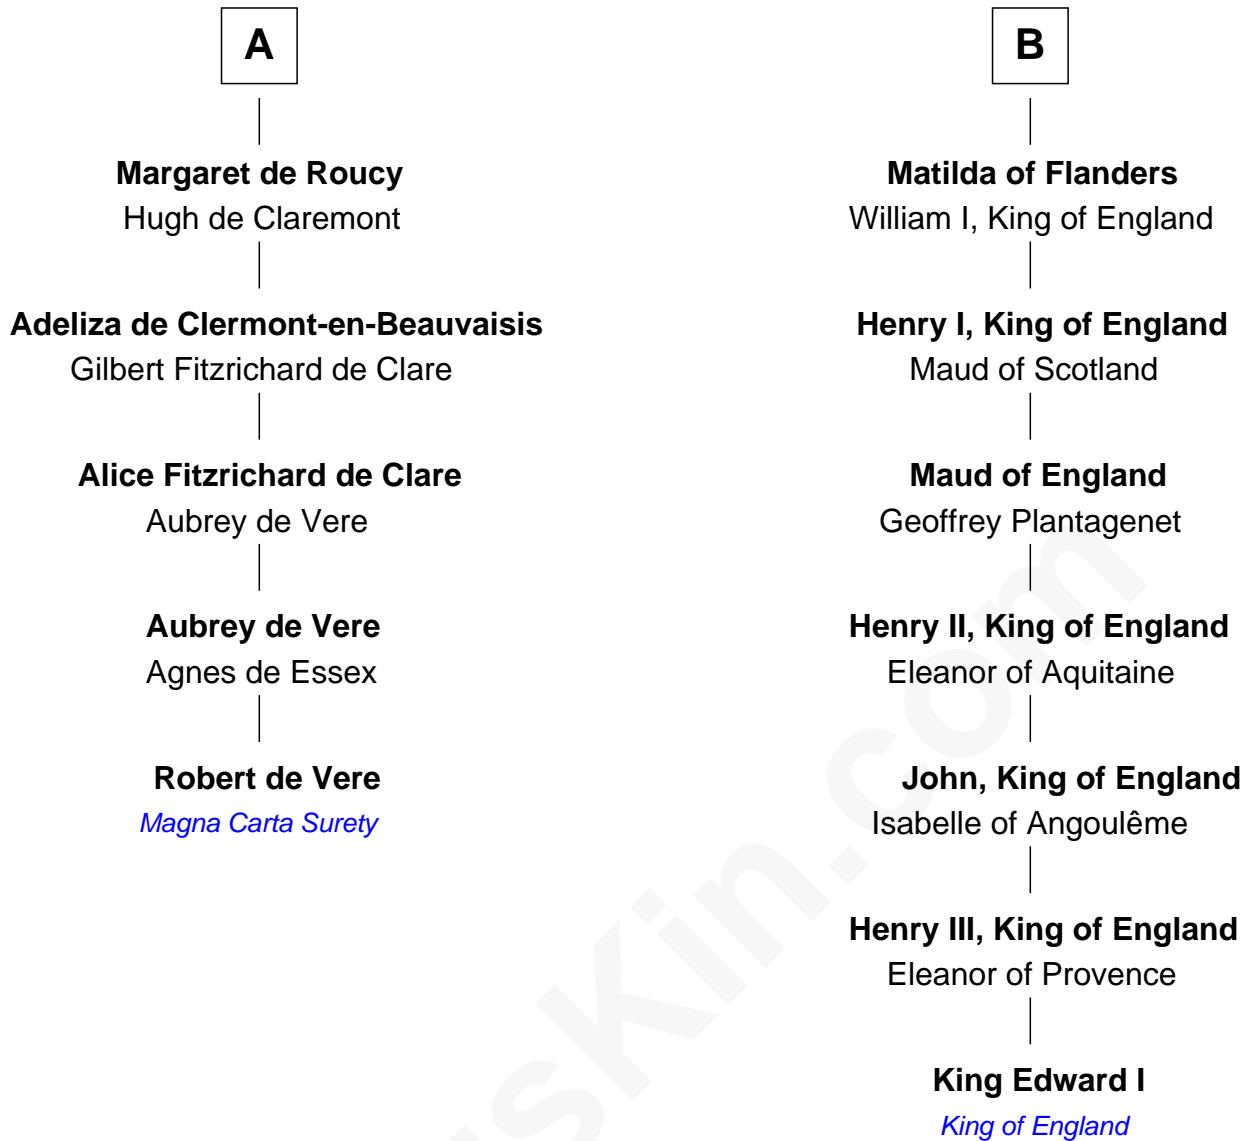 A
Margaret de Roucy
Hugh de Claremont
Adeliza de Clermont-en-Beauvaisis
Gilbert Fitzrichard de Clare
Alice Fitzrichard de Clare
Aubrey de Vere
Aubrey de Vere
Agnes de Essex
Robert de Vere
Magna Carta Surety
B
Matilda of Flanders
William I, King of England
Henry I, King of England
Maud of Scotland
Maud of England
Geoffrey Plantagenet
Henry II, King of England
Eleanor of Aquitaine
John, King of England
Isabelle of Angoulême
Henry III, King of England
Eleanor of Provence
King Edward I
King of England
sKin.com